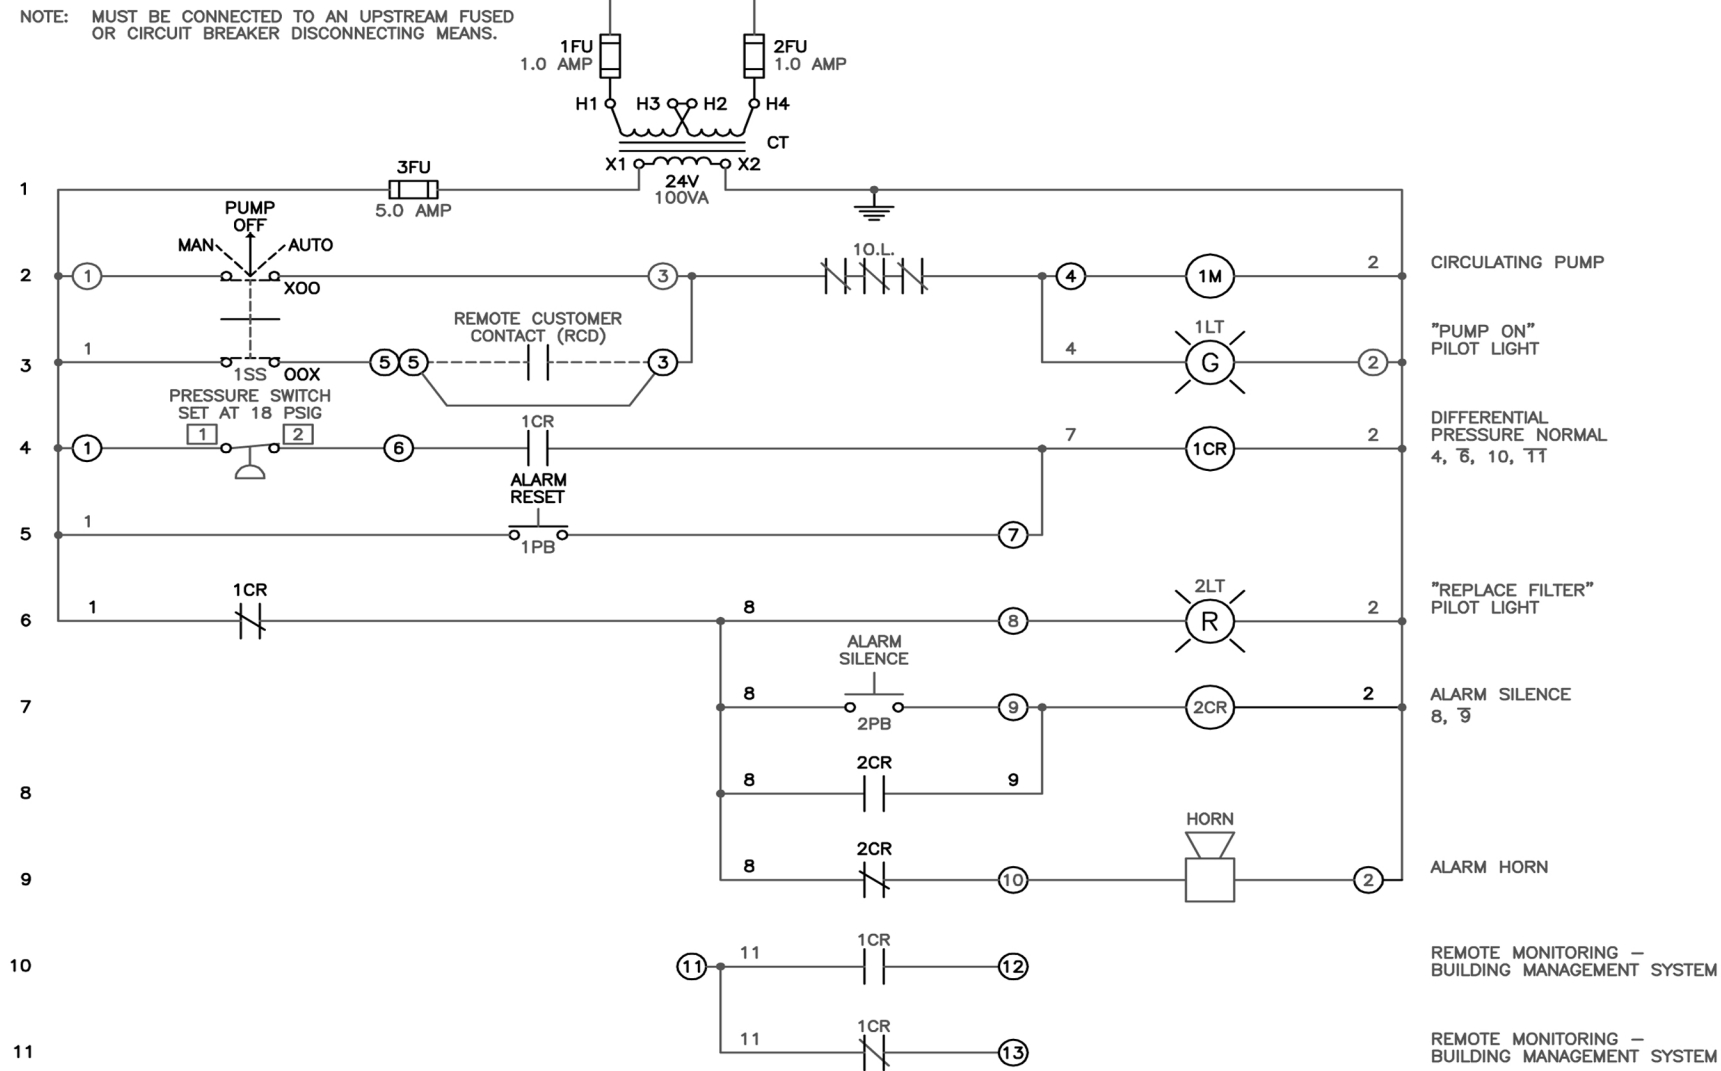 NOTE: MUST BE CONNECTED TO AN UPSTREAM FUSED
OR CIRCUIT BREAKER DISCONNECTING MEANS.
1FU
1.0 AMP
2FU
1.0 AMP
H1 H3 H2 H4
CT
X1 X2
24V
100VA
1
3FU
5.0 AMP
PUMP
OFF
MAN AUTO
2 1 XOO 3 1O.L. 4 1M 2 CIRCULATING PUMP
REMOTE CUSTOMER
CONTACT (RCD)
3 1 1SS OOX 5 5 3 4 1LT G 2 "PUMP ON"
PILOT LIGHT
PRESSURE SWITCH
SET AT 18 PSIG
1 2
4 1 6 1CR 7 1CR 2 DIFFERENTIAL
PRESSURE NORMAL
4, 6, 10, 11
ALARM
RESET
5 1 1PB 7
6 1 1CR 8 8 2LT R 2 "REPLACE FILTER"
PILOT LIGHT
ALARM
SILENCE
7 8 2PB 9 2CR 2 ALARM SILENCE
8, 9
8 8 2CR 9
HORN
9 8 2CR 10 2 ALARM HORN
10 11 11 1CR 12 REMOTE MONITORING –
BUILDING MANAGEMENT SYSTEM
11 11 1CR 13 REMOTE MONITORING –
BUILDING MANAGEMENT SYSTEM